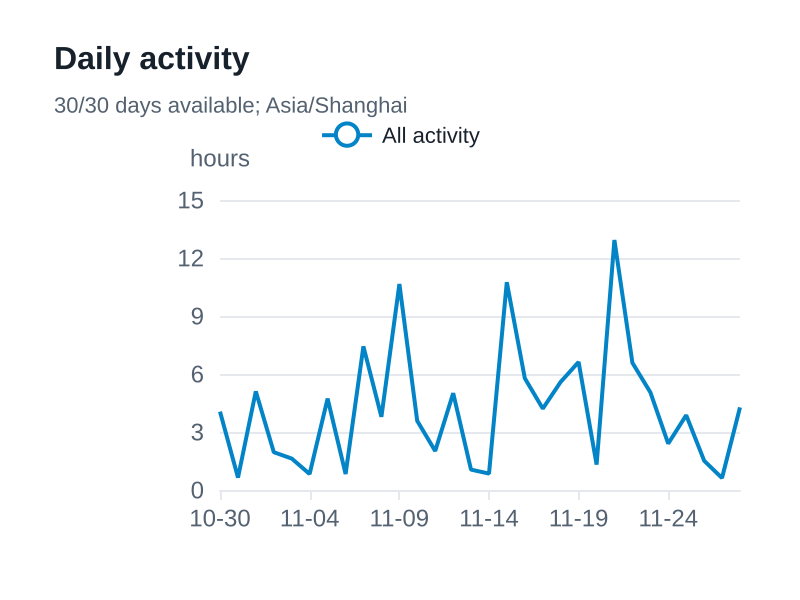 Daily activity
30/30 days available; Asia/Shanghai
All activity
hours
15
12
9
6
3
0
10-30 11-04 11-09 11-14 11-19 11-24